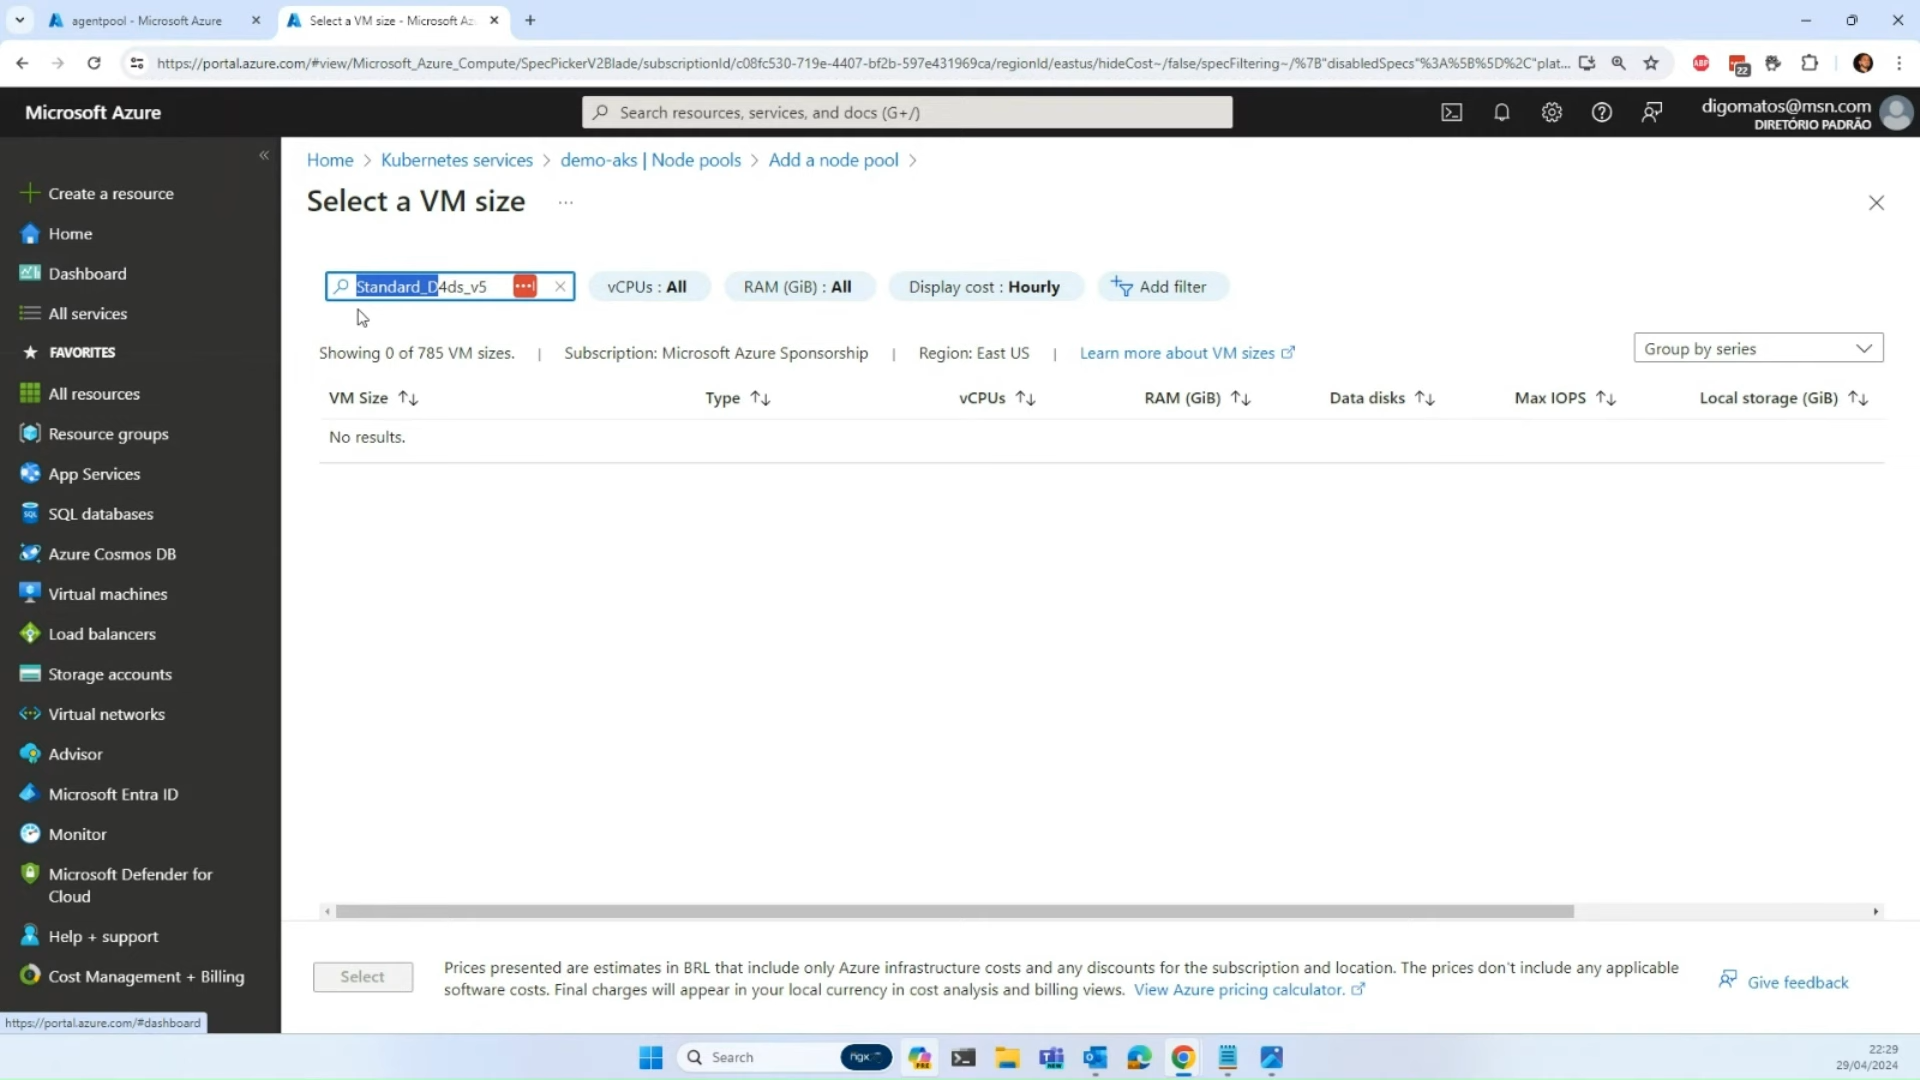 agentpool - Microsoft Azure
Select a VM size - Microsoft Az
https://portal.azure.com/#view/Microsoft_Azure_Compute/SpecPickerV2Blade/subscriptionId/c08fc530-719e-4407-bf2b-597e431969ca/regionId/eastus/hideCost~/false/specFiltering~/%7B"disabledSpecs"%3A%5B%5D%2C"plat...
ABP
22
Microsoft Azure
Search resources, services, and docs (G+/)
digomatos@msn.com
DIRETÓRIO PADRÃO
Create a resource
Home
Dashboard
All services
FAVORITES
All resources
Resource groups
App Services
SQL databases
Azure Cosmos DB
Virtual machines
Load balancers
Storage accounts
Virtual networks
Advisor
Microsoft Entra ID
Monitor
Microsoft Defender for
Cloud
Help + support
Cost Management + Billing
https://portal.azure.com/#dashboard
Home > Kubernetes services > demo-aks | Node pools > Add a node pool >
Select a VM size ...
Standard_D4ds_v5
vCPUs : All
RAM (GiB) : All
Display cost : Hourly
Add filter
Showing 0 of 785 VM sizes. | Subscription: Microsoft Azure Sponsorship | Region: East US | Learn more about VM sizes
Group by series
VM Size Type vCPUs RAM (GiB) Data disks Max IOPS Local storage (GiB)
No results.
Select
Prices presented are estimates in BRL that include only Azure infrastructure costs and any discounts for the subscription and location. The prices don't include any applicable
software costs. Final charges will appear in your local currency in cost analysis and billing views. View Azure pricing calculator.
Give feedback
Search
22:29
29/04/2024